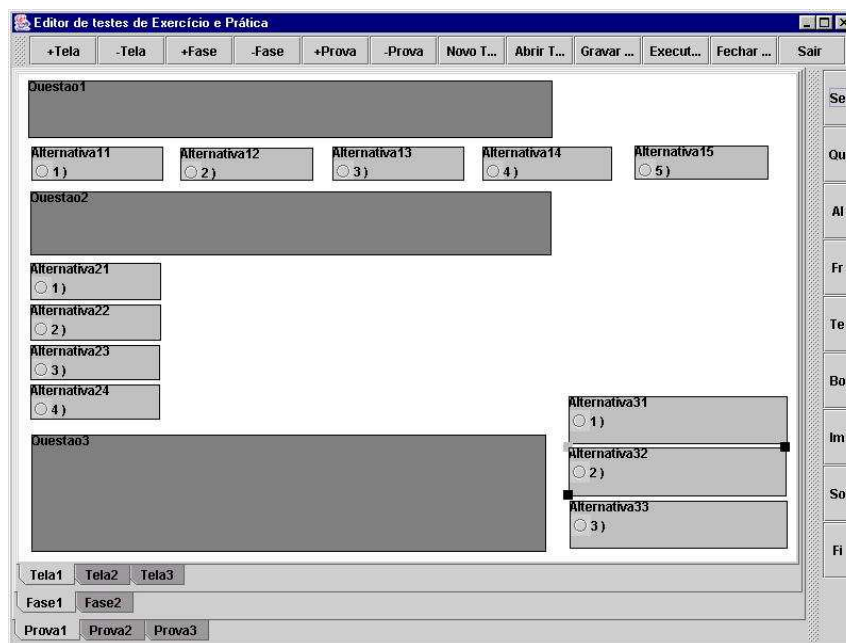 Editor de testes de Exercício e Prática
+Tela -Tela +Fase -Fase +Prova -Prova Novo T... Abrir T... Gravar ... Execut... Fechar ... Sair
Questao1
Se
Alternativa11 Alternativa12 Alternativa13 Alternativa14 Alternativa15
1) 2) 3) 4) 5)
Qu
Questao2
Al
Alternativa21
1)
Fr
Alternativa22
2)
Te
Alternativa23
3)
Bo
Alternativa24
4)
Alternativa31
1)
Questao3
Im
Alternativa32
2)
So
Alternativa33
3)
Fi
Tela1 Tela2 Tela3
Fase1 Fase2
Prova1 Prova2 Prova3